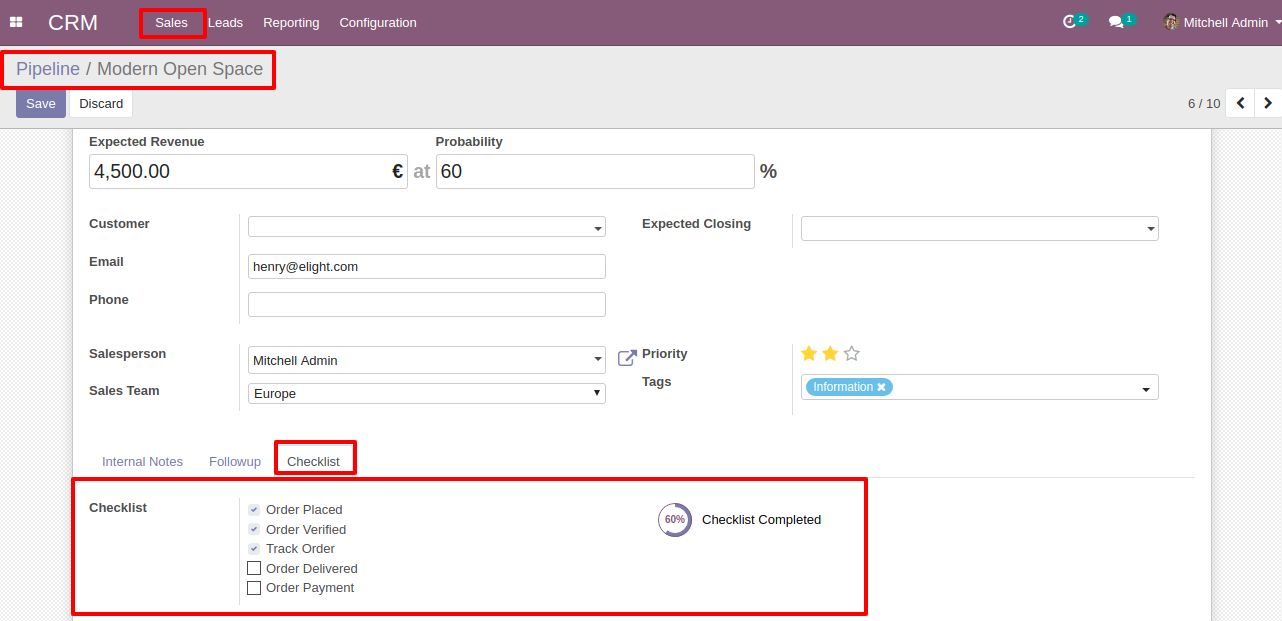 CRM Sales Leads Reporting Configuration 2 1 Mitchell Admin
Pipeline / Modern Open Space
Save Discard 6 / 10
Expected Revenue Probability
4,500.00 € at 60 %
Customer Expected Closing
Email henry@elight.com
Phone
Salesperson Mitchell Admin Priority
Tags Information
Sales Team Europe
Internal Notes Followup Checklist
Checklist
Order Placed
Order Verified
Track Order
Order Delivered
Order Payment
60% Checklist Completed